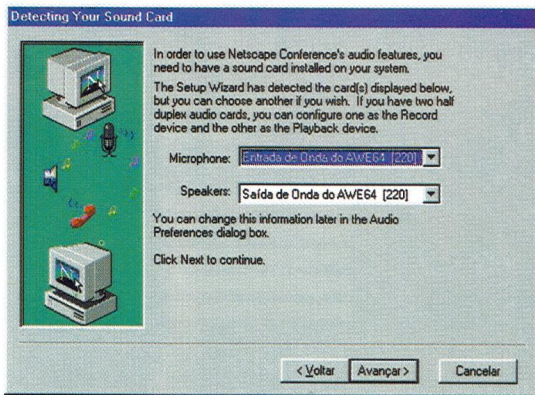 Detecting Your Sound Card
In order to use Netscape Conference's audio features, you
need to have a sound card installed on your system.
The Setup Wizard has detected the card(s) displayed below,
but you can choose another if you wish. If you have two half
duplex audio cards, you can configure one as the Record
device and the other as the Playback device.
Microphone: Entrada de Onda do AWE64 [220]
Speakers: Saída de Onda do AWE64 [220]
You can change this information later in the Audio
Preferences dialog box.
Click Next to continue.
< Voltar Avançar > Cancelar